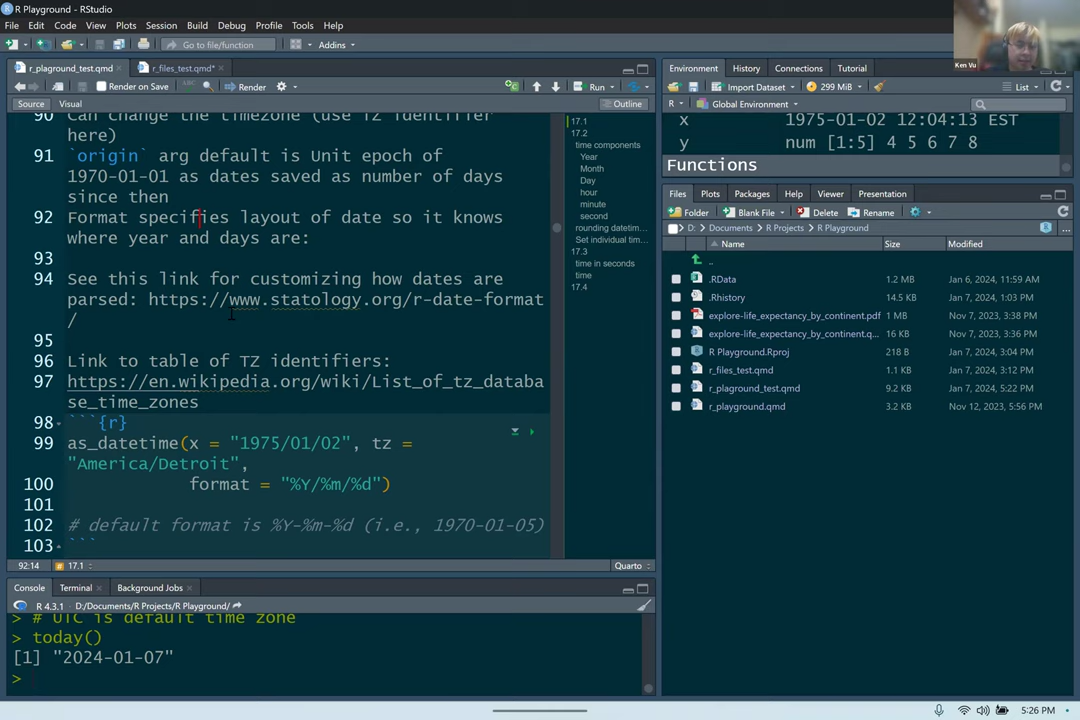 R Playground - RStudio
File Edit Code View Plots Session Build Debug Profile Tools Help
Go to file/function Addins
r_plaground_test.qmd r_files_test.qmd*
Render on Save Render Run
Source Visual Outline
90 Can change the timezone (use TZ identifier
here)
91 `origin` arg default is Unit epoch of
1970-01-01 as dates saved as number of days
since then
92 Format specifies layout of date so it knows
where year and days are:
93
94 See this link for customizing how dates are
parsed: https://www.statology.org/r-date-format
/
95
96 Link to table of TZ identifiers:
97 https://en.wikipedia.org/wiki/List_of_tz_databa
se_time_zones
98 ```{r}
99 as_datetime(x = "1975/01/02", tz =
"America/Detroit",
100 format = "%Y/%m/%d")
101
102 # default format is %Y-%m-%d (i.e., 1970-01-05)
103 ```
17.1
17.2
time components
Year
Month
Day
hour
minute
second
rounding datetim...
Set individual tim...
17.3
time in seconds
time
17.4
92:14 # 17.1 Quarto
Console Terminal Background Jobs
R 4.3.1 · D:/Documents/R Projects/R Playground/
> # UTC is default time zone
> today()
[1] "2024-01-07"
>
Ken Vu
Environment History Connections Tutorial
Import Dataset 299 MiB List
R Global Environment
x 1975-01-02 12:04:13 EST
y num [1:5] 4 5 6 7 8
Functions
Files Plots Packages Help Viewer Presentation
Folder Blank File Delete Rename
D: Documents R Projects R Playground ...
Name Size Modified
..
.RData 1.2 MB Jan 6, 2024, 11:59 AM
.Rhistory 14.5 KB Jan 7, 2024, 1:03 PM
explore-life_expectancy_by_continent.pdf 1 MB Nov 7, 2023, 3:38 PM
explore-life_expectancy_by_continent.q... 16 KB Nov 7, 2023, 3:36 PM
R Playground.Rproj 218 B Jan 7, 2024, 3:04 PM
r_files_test.qmd 1.1 KB Jan 7, 2024, 3:12 PM
r_plaground_test.qmd 9.2 KB Jan 7, 2024, 5:22 PM
r_playground.qmd 3.2 KB Nov 12, 2023, 5:56 PM
5:26 PM